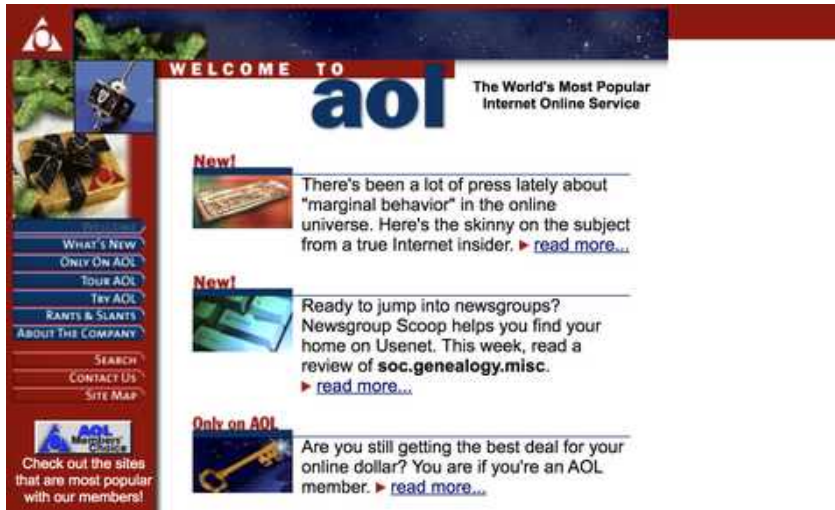 WELCOME TO
aol
The World's Most Popular
Internet Online Service
WELCOME
WHAT'S NEW
ONLY ON AOL
TOUR AOL
TRY AOL
RANTS & SLANTS
ABOUT THE COMPANY
SEARCH
CONTACT US
SITE MAP
AOL
Members'
Choice
Check out the sites
that are most popular
with our members!
New!
There's been a lot of press lately about
"marginal behavior" in the online
universe. Here's the skinny on the subject
from a true Internet insider. ▶ read more...
New!
Ready to jump into newsgroups?
Newsgroup Scoop helps you find your
home on Usenet. This week, read a
review of soc.genealogy.misc.
▶ read more...
Only on AOL
Are you still getting the best deal for your
online dollar? You are if you're an AOL
member. ▶ read more...